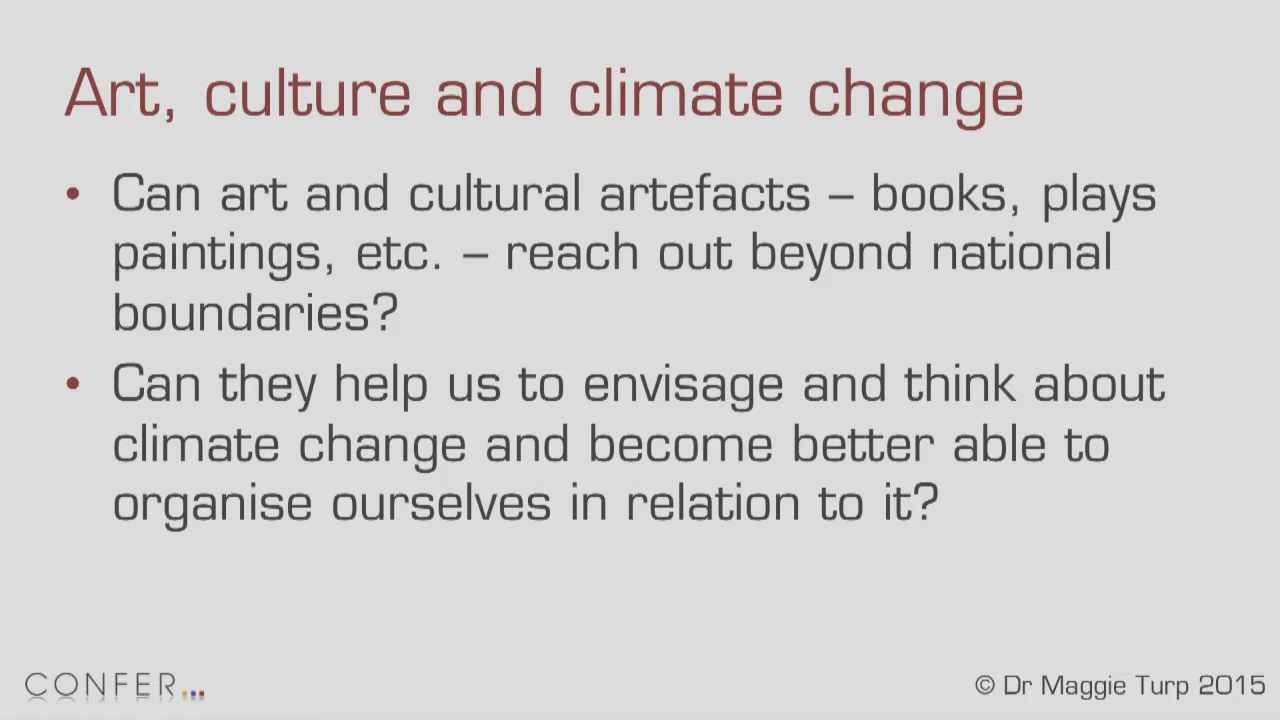 Art, culture and climate change
• Can art and cultural artefacts – books, plays
paintings, etc. – reach out beyond national
boundaries?
• Can they help us to envisage and think about
climate change and become better able to
organise ourselves in relation to it?
CONFER...
© Dr Maggie Turp 2015